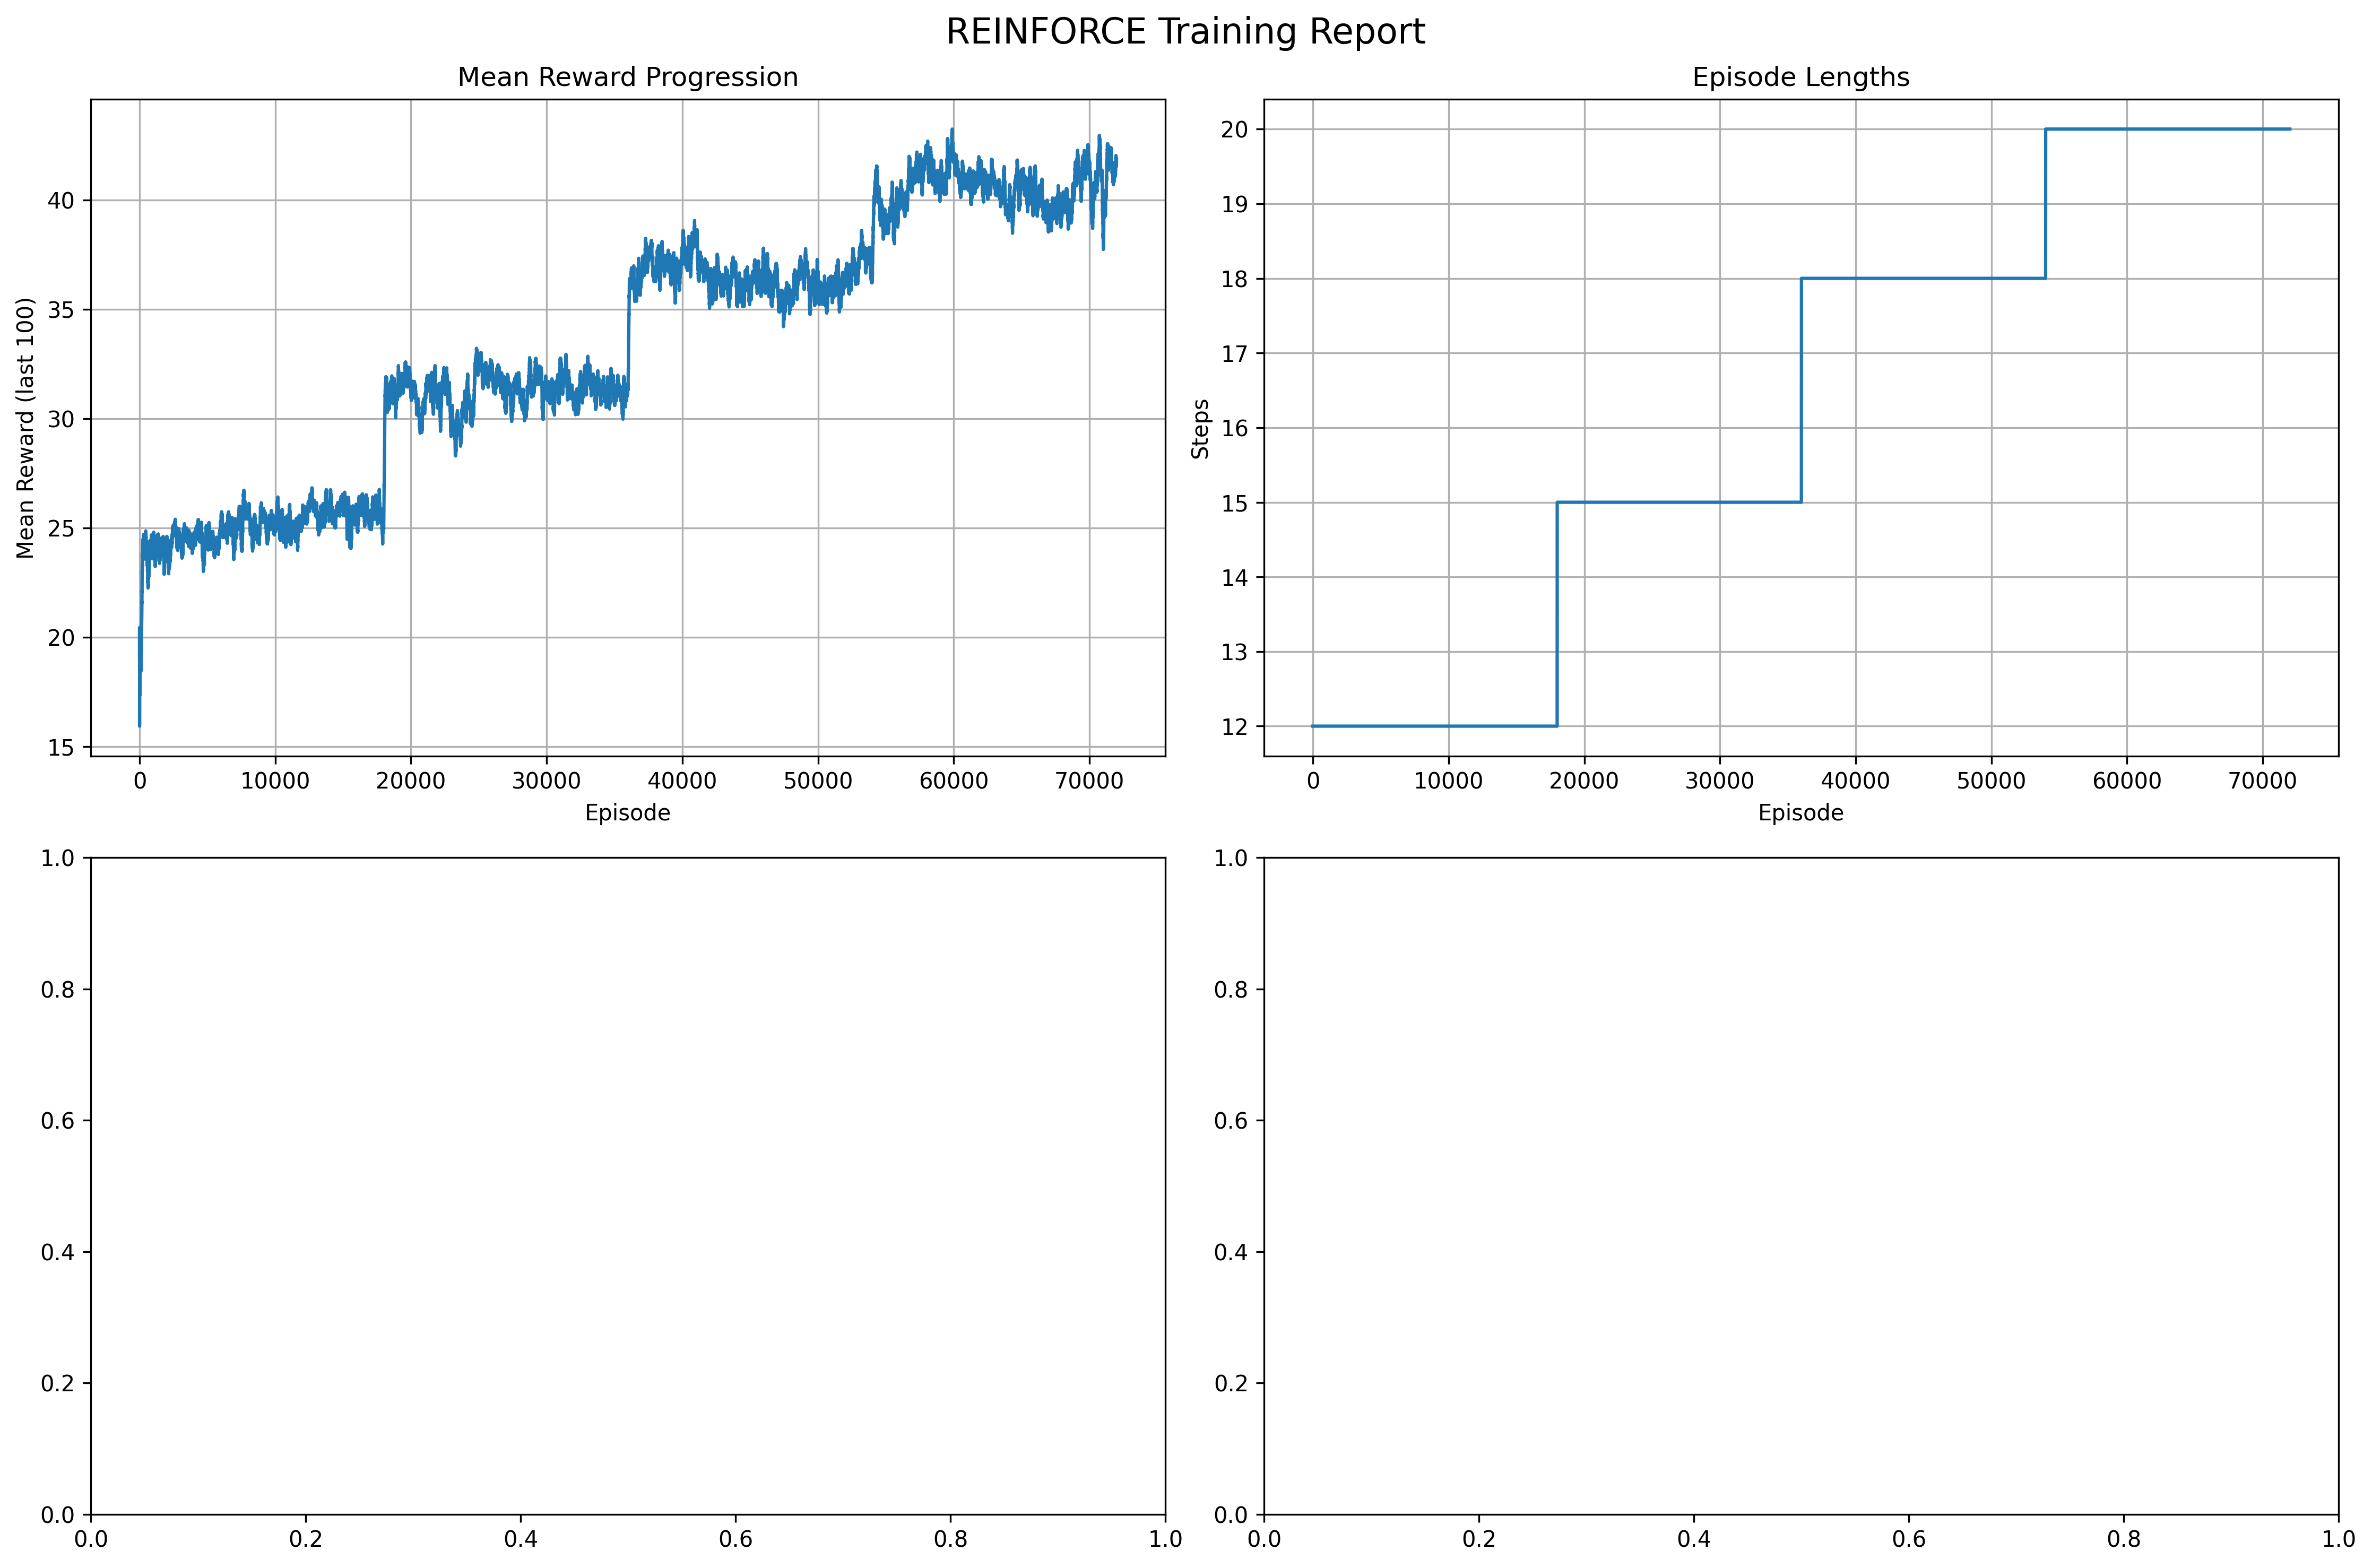 REINFORCE Training Report
Mean Reward Progression
Mean Reward (last 100)
40
35
30
25
20
15
0 10000 20000 30000 40000 50000 60000 70000
Episode
Episode Lengths
Steps
20
19
18
17
16
15
14
13
12
0 10000 20000 30000 40000 50000 60000 70000
Episode
1.0
0.8
0.6
0.4
0.2
0.0
0.0 0.2 0.4 0.6 0.8 1.0
1.0
0.8
0.6
0.4
0.2
0.0
0.0 0.2 0.4 0.6 0.8 1.0